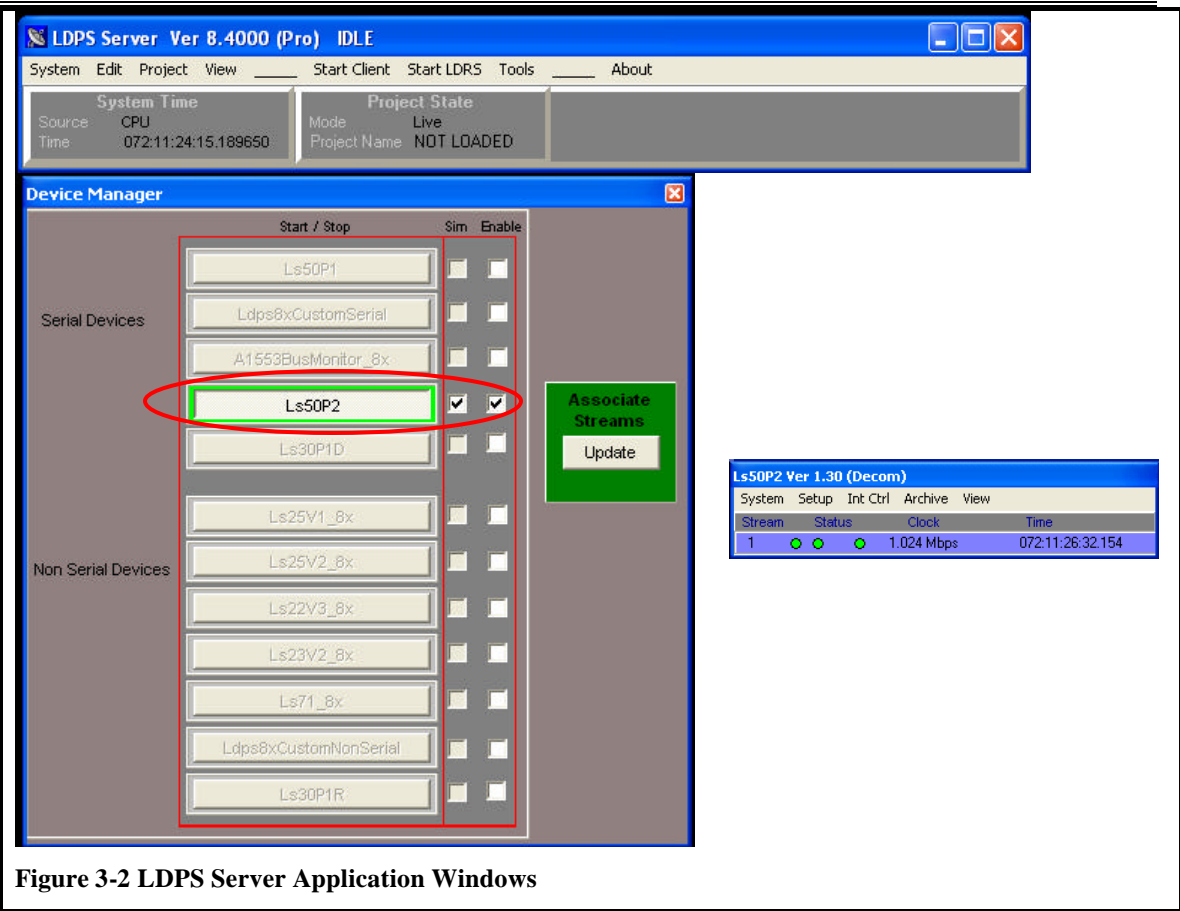 LDPS Server Ver 8.4000 (Pro) IDLE
System Edit Project View _____ Start Client Start LDRS Tools _____ About
System Time
Source CPU
Time 072:11:24:15.189650
Project State
Mode Live
Project Name NOT LOADED
Device Manager
Start / Stop Sim Enable
Serial Devices
Ls50P1
Ldps8xCustomSerial
A1553BusMonitor_8x
Ls50P2
Ls30P1D
Non Serial Devices
Ls25V1_8x
Ls25V2_8x
Ls22V3_8x
Ls23V2_8x
Ls71_8x
Ldps8xCustomNonSerial
Ls30P1R
Associate
Streams
Update
Ls50P2 Ver 1.30 (Decom)
System Setup Int Ctrl Archive View
Stream Status Clock Time
1 1.024 Mbps 072:11:26:32.154
Figure 3-2 LDPS Server Application Windows